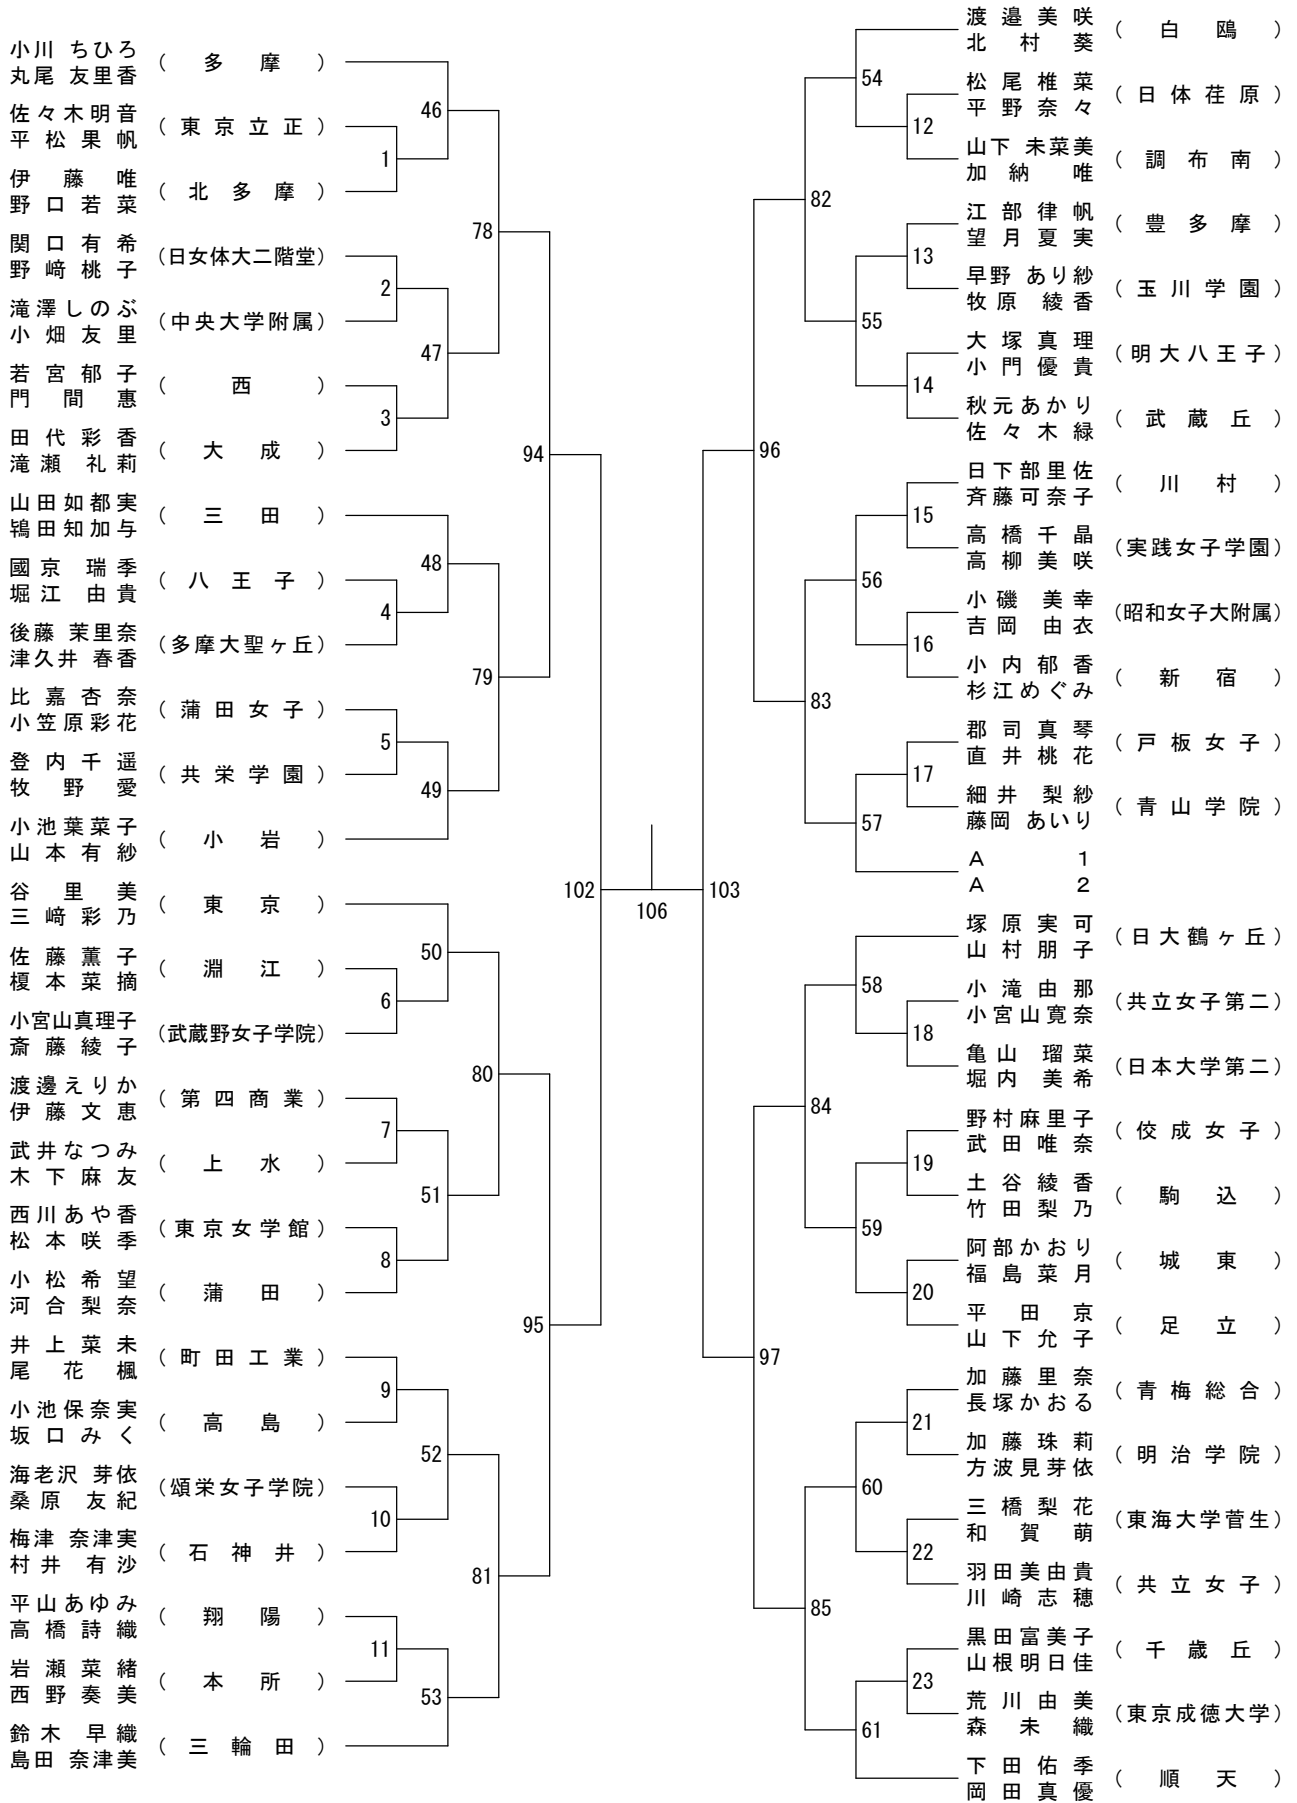 小川 ちひろ
丸尾 友里香
( 多 摩 )
佐々木明音
平松果帆
( 東京立正 )
1
伊藤唯
野口若菜
( 北多摩 )
46
関口有希
野﨑桃子
(日女体大二階堂)
2
滝澤しのぶ
小畑友里
(中央大学附属)
47
若宮郁子
門間惠
( 西 )
3
田代彩香
滝瀬 礼莉
( 大 成 )
78
山田如都実
鴇田知加与
( 三 田 )
48
國京 瑞季
堀江 由貴
( 八王子 )
4
後藤 茉里奈
津久井 春香
(多摩大聖ヶ丘)
79
比嘉杏奈
小笠原彩花
( 蒲田女子 )
5
登内千遥
牧野愛
( 共栄学園 )
49
小池葉菜子
山本有紗
( 小 岩 )
94
谷里美
三﨑彩乃
( 東 京 )
50
佐藤薫子
榎本菜摘
( 淵 江 )
6
小宮山真理子
斎藤綾子
(武蔵野女子学院)
80
渡邊えりか
伊藤文恵
( 第四商業 )
7
武井なつみ
木下麻友
( 上 水 )
51
西川あや香
松本咲季
( 東京女学館 )
8
小松希望
河合梨奈
( 蒲 田 )
95
井上菜未
尾花楓
( 町田工業 )
9
小池保奈実
坂口みく
( 高 島 )
52
海老沢 芽依
桑原 友紀
(頌栄女子学院)
10
梅津 奈津実
村井 有沙
( 石神井 )
81
平山あゆみ
高橋詩織
( 翔 陽 )
11
岩瀬菜緒
西野奏美
( 本 所 )
53
鈴木 早織
島田 奈津美
( 三輪田 )
102
106
103
渡邉美咲
北村葵
( 白 鴎 )
54
松尾椎菜
平野奈々
( 日体荏原 )
12
山下 未菜美
加納 唯
( 調布南 )
82
江部律帆
望月夏実
( 豊多摩 )
13
早野 あり紗
牧原 綾香
( 玉川学園 )
55
大塚真理
小門優貴
( 明大八王子 )
14
秋元あかり
佐々木緑
( 武蔵丘 )
96
日下部里佐
斉藤可奈子
( 川 村 )
15
高橋千晶
高柳美咲
(実践女子学園)
56
小磯 美幸
吉岡 由衣
(昭和女子大附属)
16
小内郁香
杉江めぐみ
( 新 宿 )
83
郡司真琴
直井桃花
( 戸板女子 )
17
細井 梨紗
藤岡 あいり
( 青山学院 )
57
A 1
A 2
塚原実可
山村朋子
( 日大鶴ヶ丘 )
58
小滝由那
小宮山寛奈
(共立女子第二)
18
亀山 瑠菜
堀内 美希
(日本大学第二)
84
野村麻里子
武田唯奈
( 佼成女子 )
19
土谷綾香
竹田梨乃
( 駒 込 )
59
阿部かおり
福島菜月
( 城 東 )
20
平田京
山下允子
( 足 立 )
97
加藤里奈
長塚かおる
( 青梅総合 )
21
加藤珠莉
方波見芽依
( 明治学院 )
60
三橋梨花
和賀萌
(東海大学菅生)
22
羽田美由貴
川崎志穂
( 共立女子 )
85
黒田富美子
山根明日佳
( 千歳丘 )
23
荒川由美
森未織
(東京成徳大学)
61
下田佑季
岡田真優
( 順 天 )